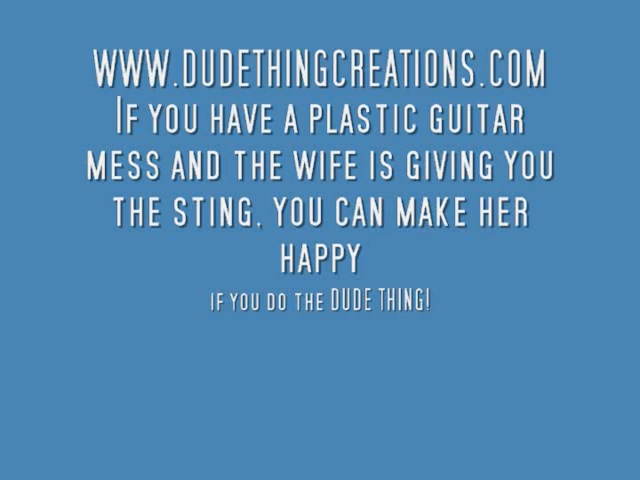 WWW.DUDETHINGCREATIONS.COM
IF YOU HAVE A PLASTIC GUITAR
MESS AND THE WIFE IS GIVING YOU
THE STING, YOU CAN MAKE HER
HAPPY
IF YOU DO THE DUDE THING!